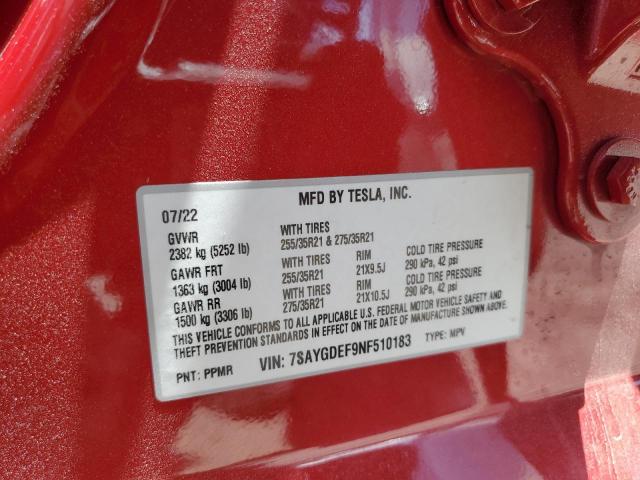 MFD BY TESLA, INC.
07/22
GVWR WITH TIRES
2382 kg (5252 lb) 255/35R21 & 275/35R21
GAWR FRT WITH TIRES RIM COLD TIRE PRESSURE
1363 kg (3004 lb) 255/35R21 21X9.5J 290 kPa, 42 psi
GAWR RR WITH TIRES RIM COLD TIRE PRESSURE
1500 kg (3306 lb) 275/35R21 21X10.5J 290 kPa, 42 psi
THIS VEHICLE CONFORMS TO ALL APPLICABLE U.S. FEDERAL MOTOR VEHICLE SAFETY AND
THEFT PREVENTION STANDARDS IN EFFECT ON THE DATE OF MANUFACTURE SHOWN ABOVE.
PNT: PPMR VIN: 7SAYGDEF9NF510183 TYPE: MPV